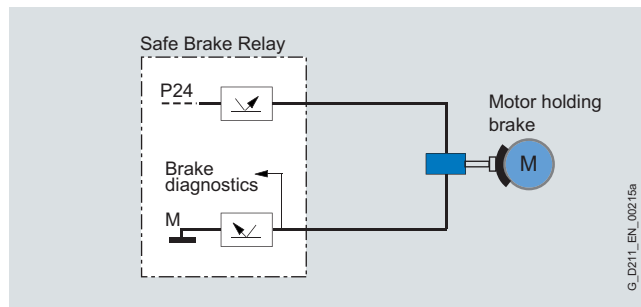 Safe Brake Relay
P24
Motor holding
brake
M
Brake
diagnostics
M
G_D211_EN_00215a